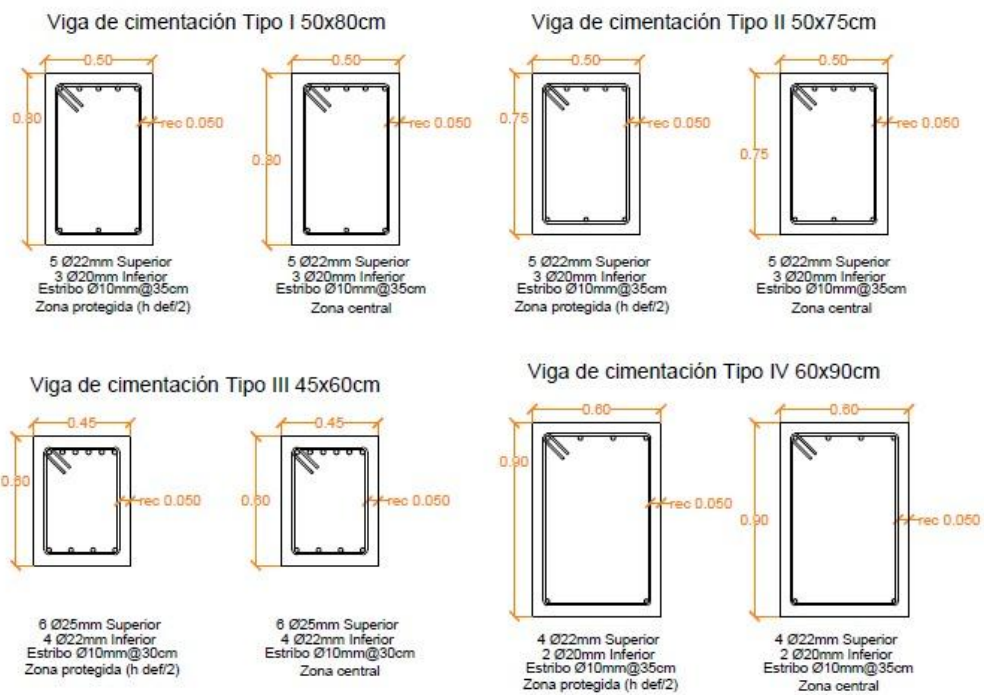 Viga de cimentación Tipo I 50x80cm
0.50
0.80
rec 0.050
5 Ø22mm Superior
3 Ø20mm Inferior
Estribo Ø10mm@35cm
Zona protegida (h def/2)
0.50
0.80
rec 0.050
5 Ø22mm Superior
3 Ø20mm Inferior
Estribo Ø10mm@35cm
Zona central
Viga de cimentación Tipo II 50x75cm
0.50
0.75
rec 0.050
5 Ø22mm Superior
3 Ø20mm Inferior
Estribo Ø10mm@35cm
Zona protegida (h def/2)
0.50
0.75
rec 0.050
5 Ø22mm Superior
3 Ø20mm Inferior
Estribo Ø10mm@35cm
Zona central
Viga de cimentación Tipo III 45x60cm
0.45
0.60
rec 0.050
6 Ø25mm Superior
4 Ø22mm Inferior
Estribo Ø10mm@30cm
Zona protegida (h def/2)
0.45
0.60
rec 0.050
6 Ø25mm Superior
4 Ø22mm Inferior
Estribo Ø10mm@30cm
Zona central
Viga de cimentación Tipo IV 60x90cm
0.60
0.90
rec 0.050
4 Ø22mm Superior
2 Ø20mm Inferior
Estribo Ø10mm@35cm
Zona protegida (h def/2)
0.60
0.90
rec 0.050
4 Ø22mm Superior
2 Ø20mm Inferior
Estribo Ø10mm@35cm
Zona central